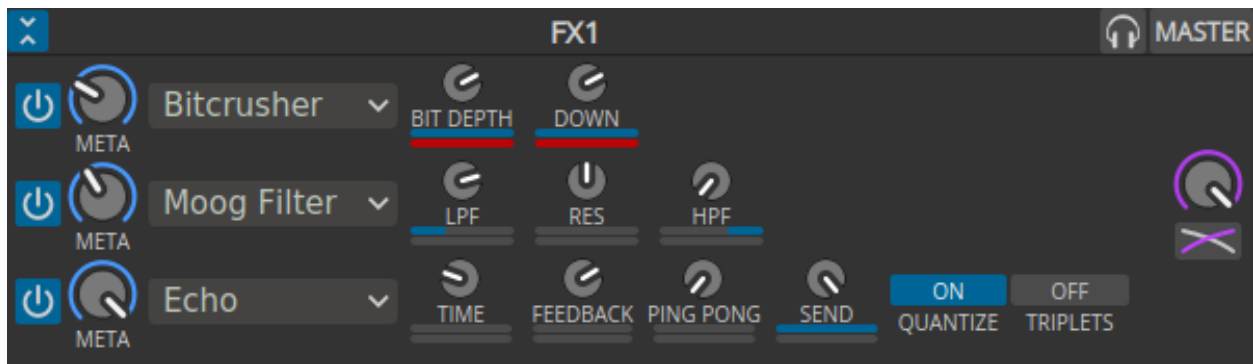 FX1 MASTER
Bitcrusher
META BIT DEPTH DOWN
Moog Filter
META LPF RES HPF
Echo ON OFF
META TIME FEEDBACK PING PONG SEND QUANTIZE TRIPLETS